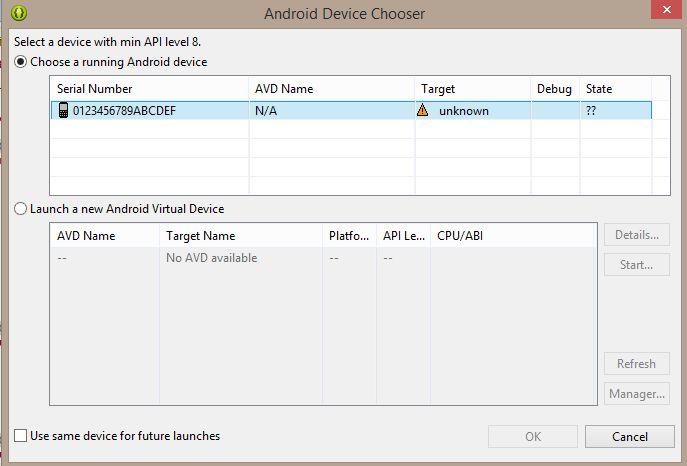 Android Device Chooser
Select a device with min API level 8.
Choose a running Android device
Serial Number AVD Name Target Debug State
0123456789ABCDEF N/A unknown ??
Launch a new Android Virtual Device
AVD Name Target Name Platfo... API Le... CPU/ABI
-- No AVD available -- --
Details...
Start...
Refresh
Manager...
Use same device for future launches
OK Cancel